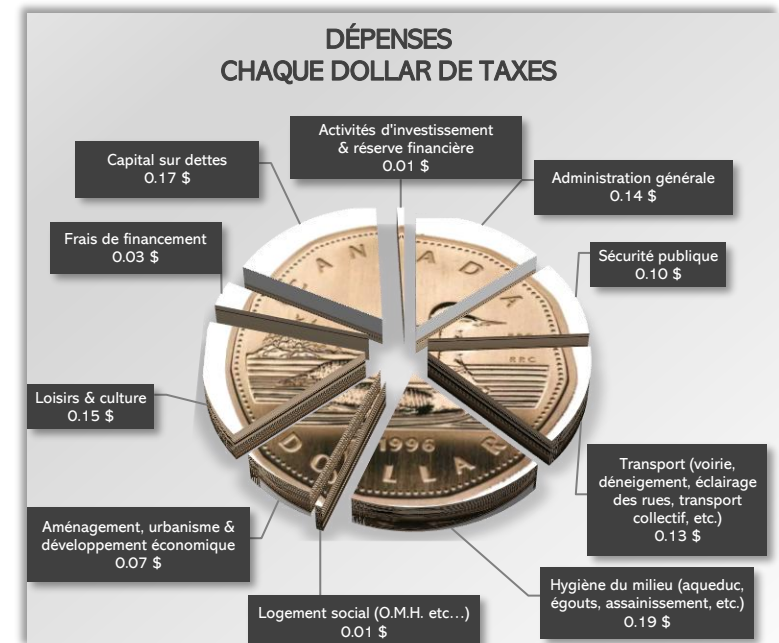 DÉPENSES
CHAQUE DOLLAR DE TAXES
Activités d'investissement
& réserve financière
0.01 $
Capital sur dettes
0.17 $
Administration générale
0.14 $
Frais de financement
0.03 $
Sécurité publique
0.10 $
CANADA
Loisirs & culture
0.15 $
1996
DOLLAR
Transport (voirie,
déneigement, éclairage
des rues, transport
collectif, etc.)
0.13 $
Aménagement, urbanisme &
développement économique
0.07 $
Hygiène du milieu (aqueduc,
égouts, assainissement, etc.)
0.19 $
Logement social (O.M.H. etc...)
0.01 $